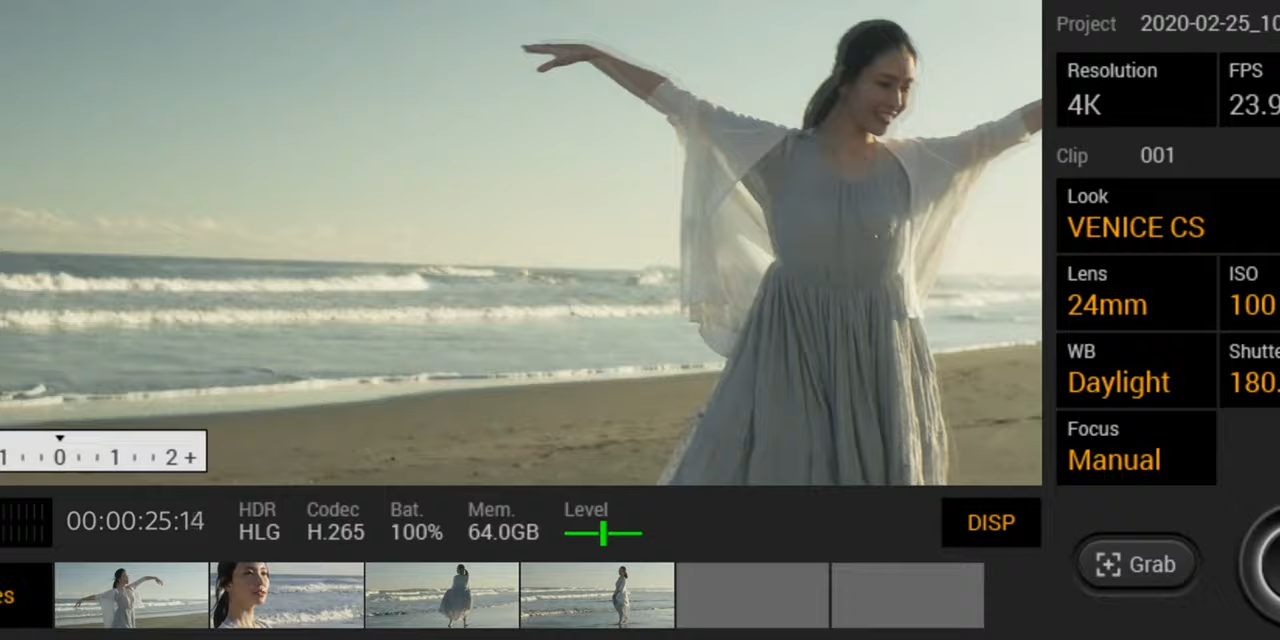 Project 2020-02-25_10
Resolution FPS
4K 23.9
Clip 001
Look
VENICE CS
Lens ISO
24mm 100
WB Shutte
Daylight 180.
Focus
Manual
1 0 1 2 +
00:00:25:14
HDR Codec Bat. Mem. Level
HLG H.265 100% 64.0GB
DISP
Grab
es